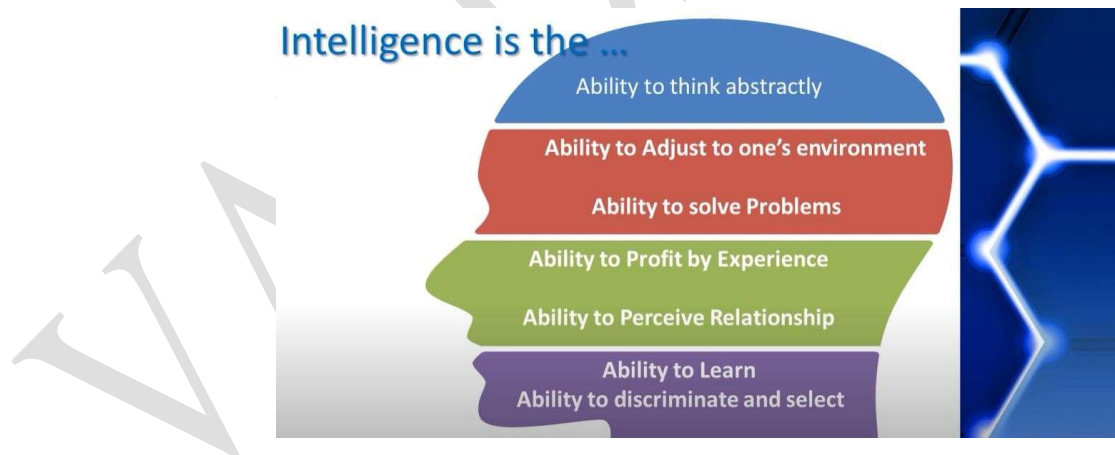 Intelligence is the ...
Ability to think abstractly
Ability to Adjust to one's environment
Ability to solve Problems
Ability to Profit by Experience
Ability to Perceive Relationship
Ability to Learn
Ability to discriminate and select